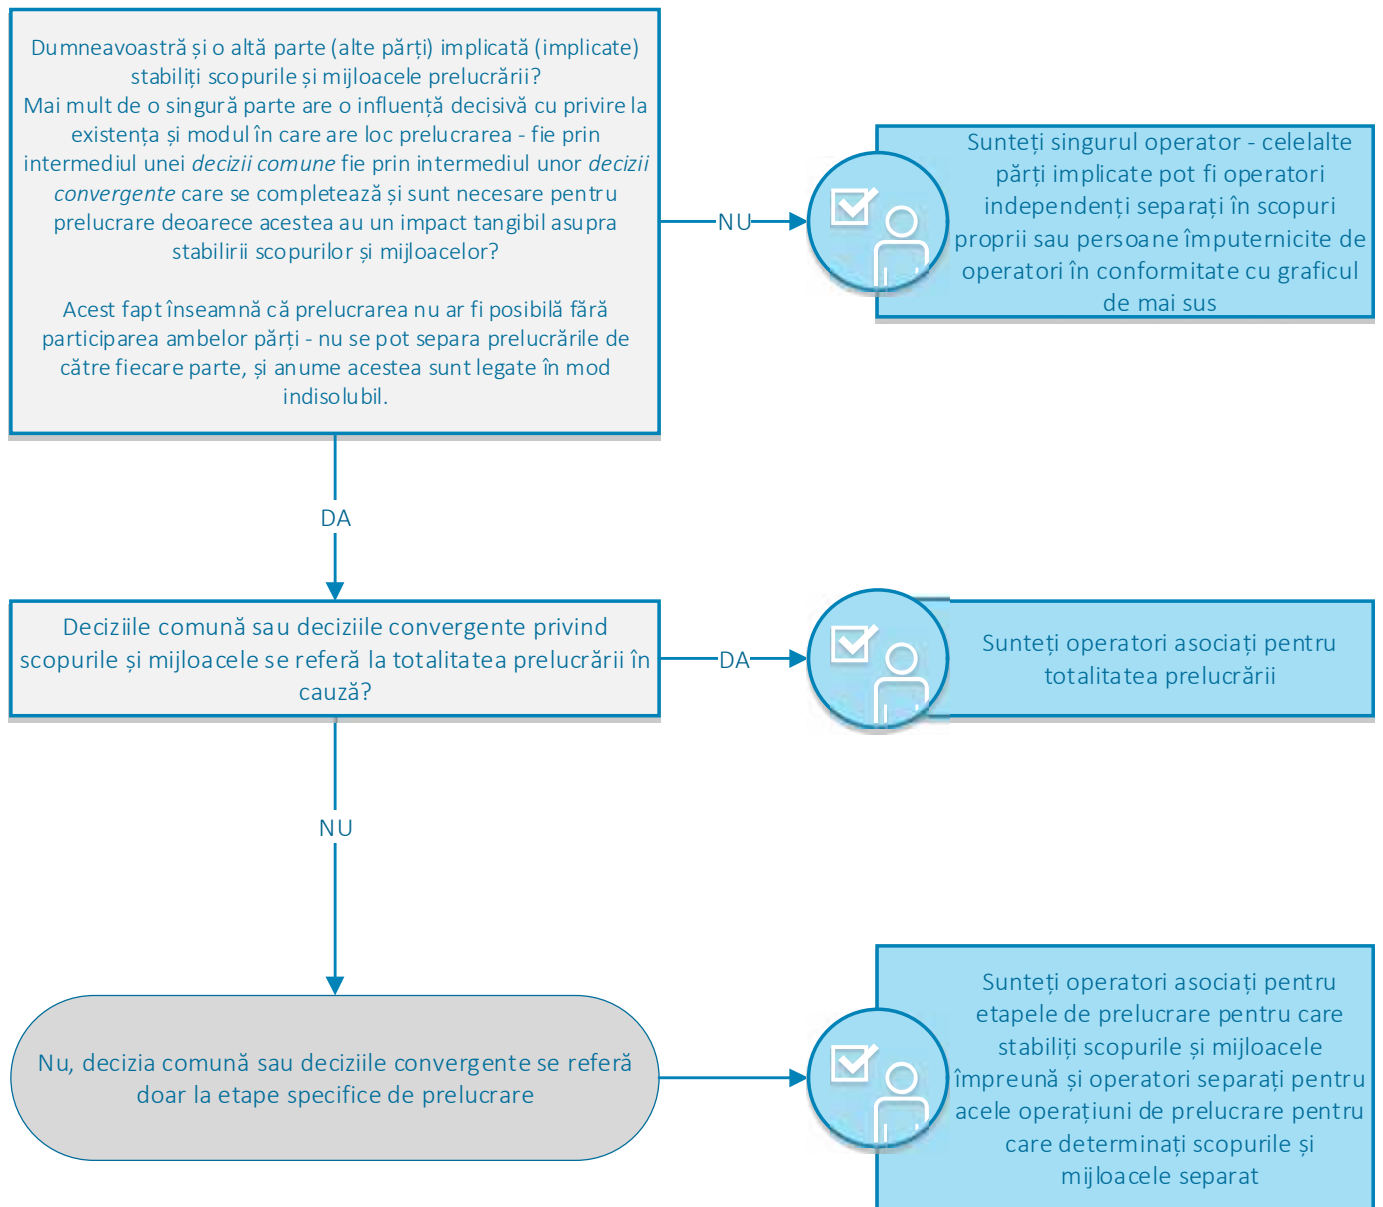 Dumneavoastră și o altă parte (alte părți) implicată (implicate)
stabiliți scopurile și mijloacele prelucrării?
Mai mult de o singură parte are o influență decisivă cu privire la
existența și modul în care are loc prelucrarea - fie prin
intermediul unei decizii comune fie prin intermediul unor decizii
convergente care se completează și sunt necesare pentru
prelucrare deoarece acestea au un impact tangibil asupra
stabilirii scopurilor și mijloacelor?
Acest fapt înseamnă că prelucrarea nu ar fi posibilă fără
participarea ambelor părți - nu se pot separa prelucrările de
către fiecare parte, și anume acestea sunt legate în mod
indisolubil.
NU
Sunteți singurul operator - celelalte
părți implicate pot fi operatori
independenți separați în scopuri
proprii sau persoane împuternicite de
operatori în conformitate cu graficul
de mai sus
DA
Deciziile comună sau deciziile convergente privind
scopurile și mijloacele se referă la totalitatea prelucrării în
cauză?
DA
Sunteți operatori asociați pentru
totalitatea prelucrării
NU
Nu, decizia comună sau deciziile convergente se referă
doar la etape specifice de prelucrare
Sunteți operatori asociați pentru
etapele de prelucrare pentru care
stabiliți scopurile și mijloacele
împreună și operatori separați pentru
acele operațiuni de prelucrare pentru
care determinați scopurile și
mijloacele separat